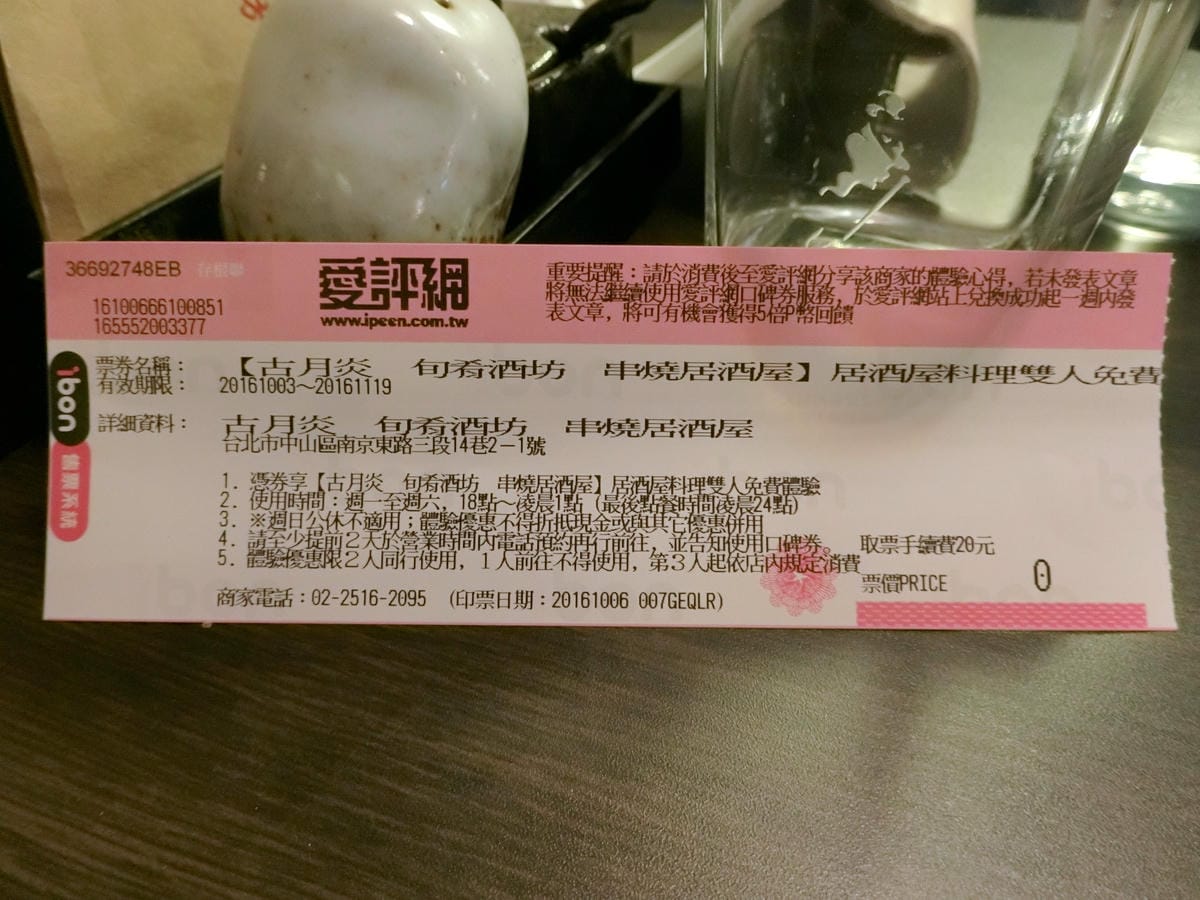 36692748EB
16100666100851
165552003377
愛評網
www.ipeen.com.tw
重要提醒：請於消費後至愛評網分享該商家的體驗心得，若未發表文章
將無法繼續使用愛評網口碑券服務，於愛評網站上兌換成功起一週內發
表文章，將可有機會獲得5倍P幣回饋
ibon
售票系統
票券名稱：【古月炎 旬肴酒坊 串燒居酒屋】居酒屋料理雙人免費
有效期限：20161003~20161119
詳細資料：古月炎 旬肴酒坊 串燒居酒屋
台北市中山區南京東路三段14巷2－1號
1. 憑券享【古月炎 旬肴酒坊 串燒居酒屋】居酒屋料理雙人免費體驗
2. 使用時間：週一至週六，18點～凌晨1點（最後點餐時間凌晨24點）
3. ※週日公休不適用；體驗優惠不得折抵現金或與其它優惠併用
4. 請至少提前2天於營業時間內電話預約再行前往，並告知使用口碑券。
5. 體驗優惠限2人同行使用，1人前往不得使用，第3人起依店內規定消費
取票手續費20元
票價PRICE 0
商家電話：02-2516-2095 （印票日期：20161006 007GEQLR）